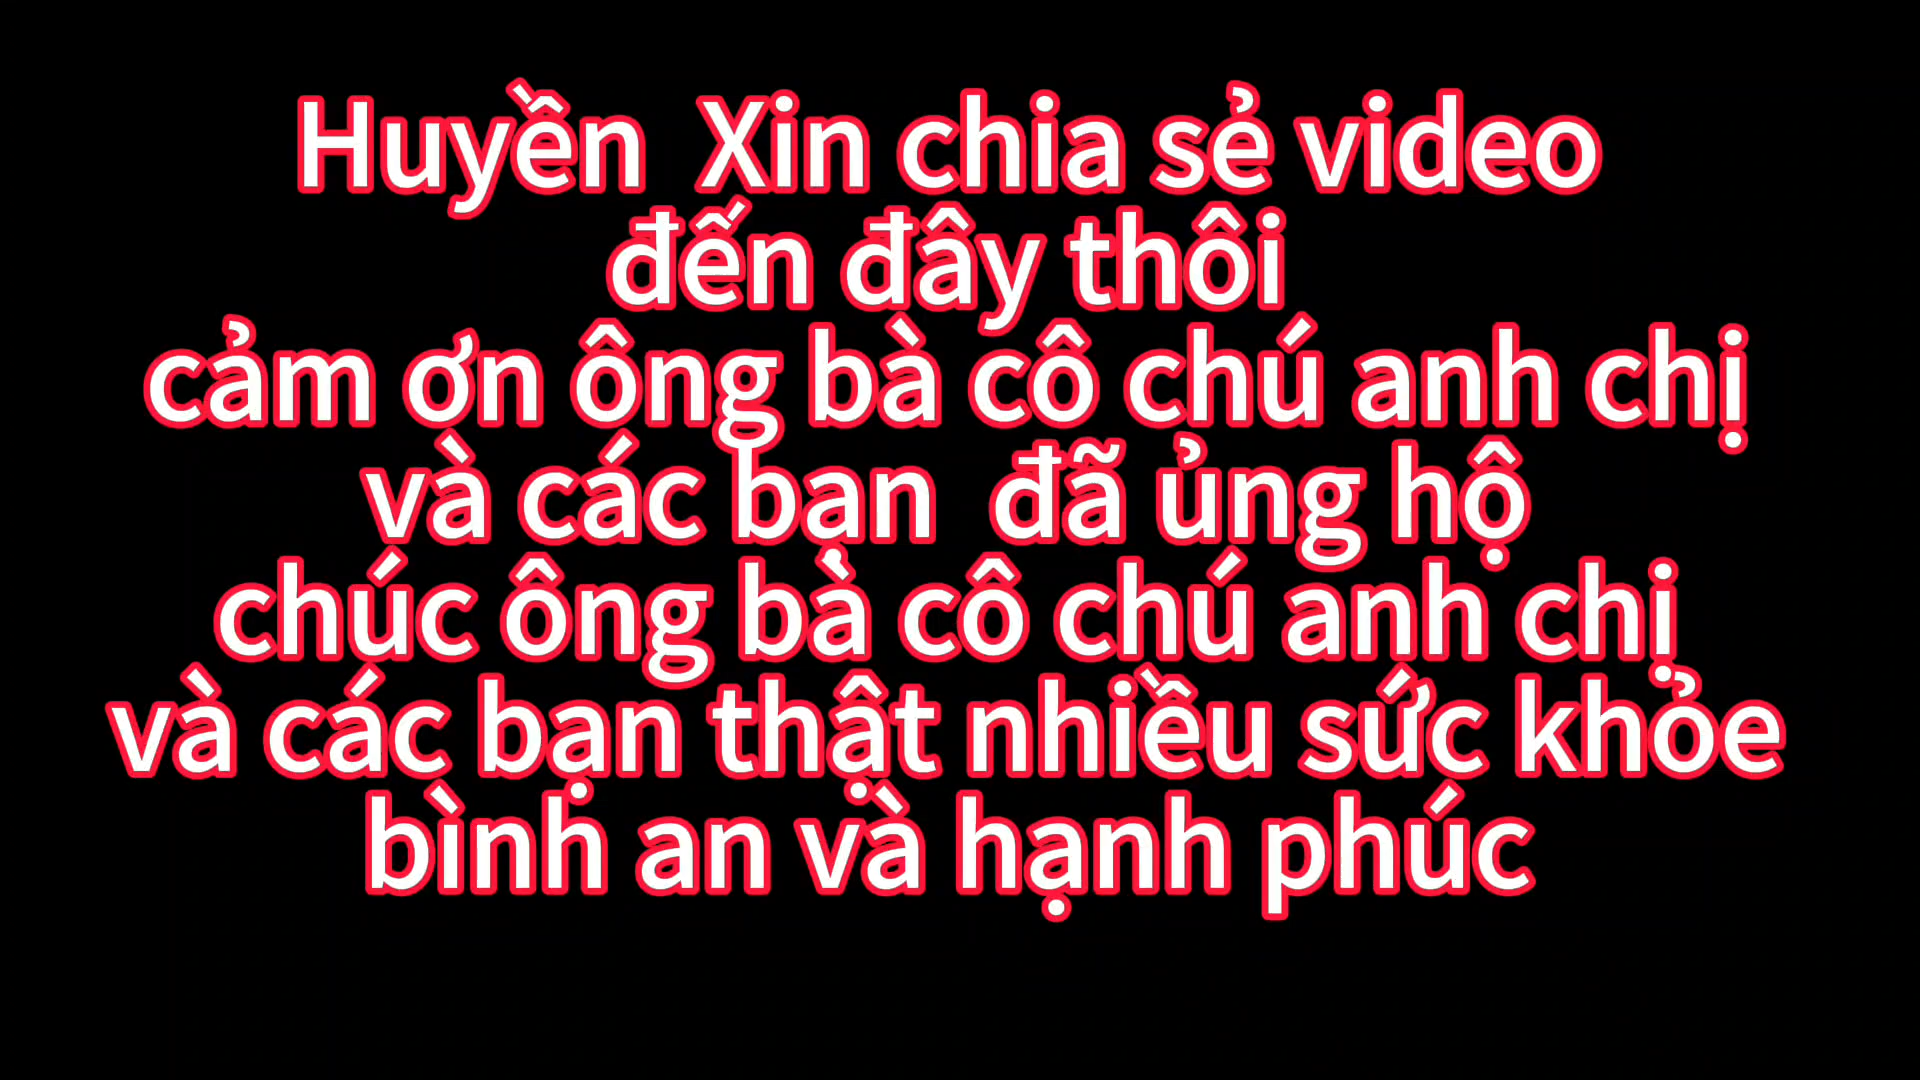 Huyền  Xin chia sẻ video
đến đây thôi
cảm ơn ông bà cô chú anh chị
và các bạn  đã ủng hộ
chúc ông bà cô chú anh chị
và các bạn thật nhiều sức khỏe
bình an và hạnh phúc